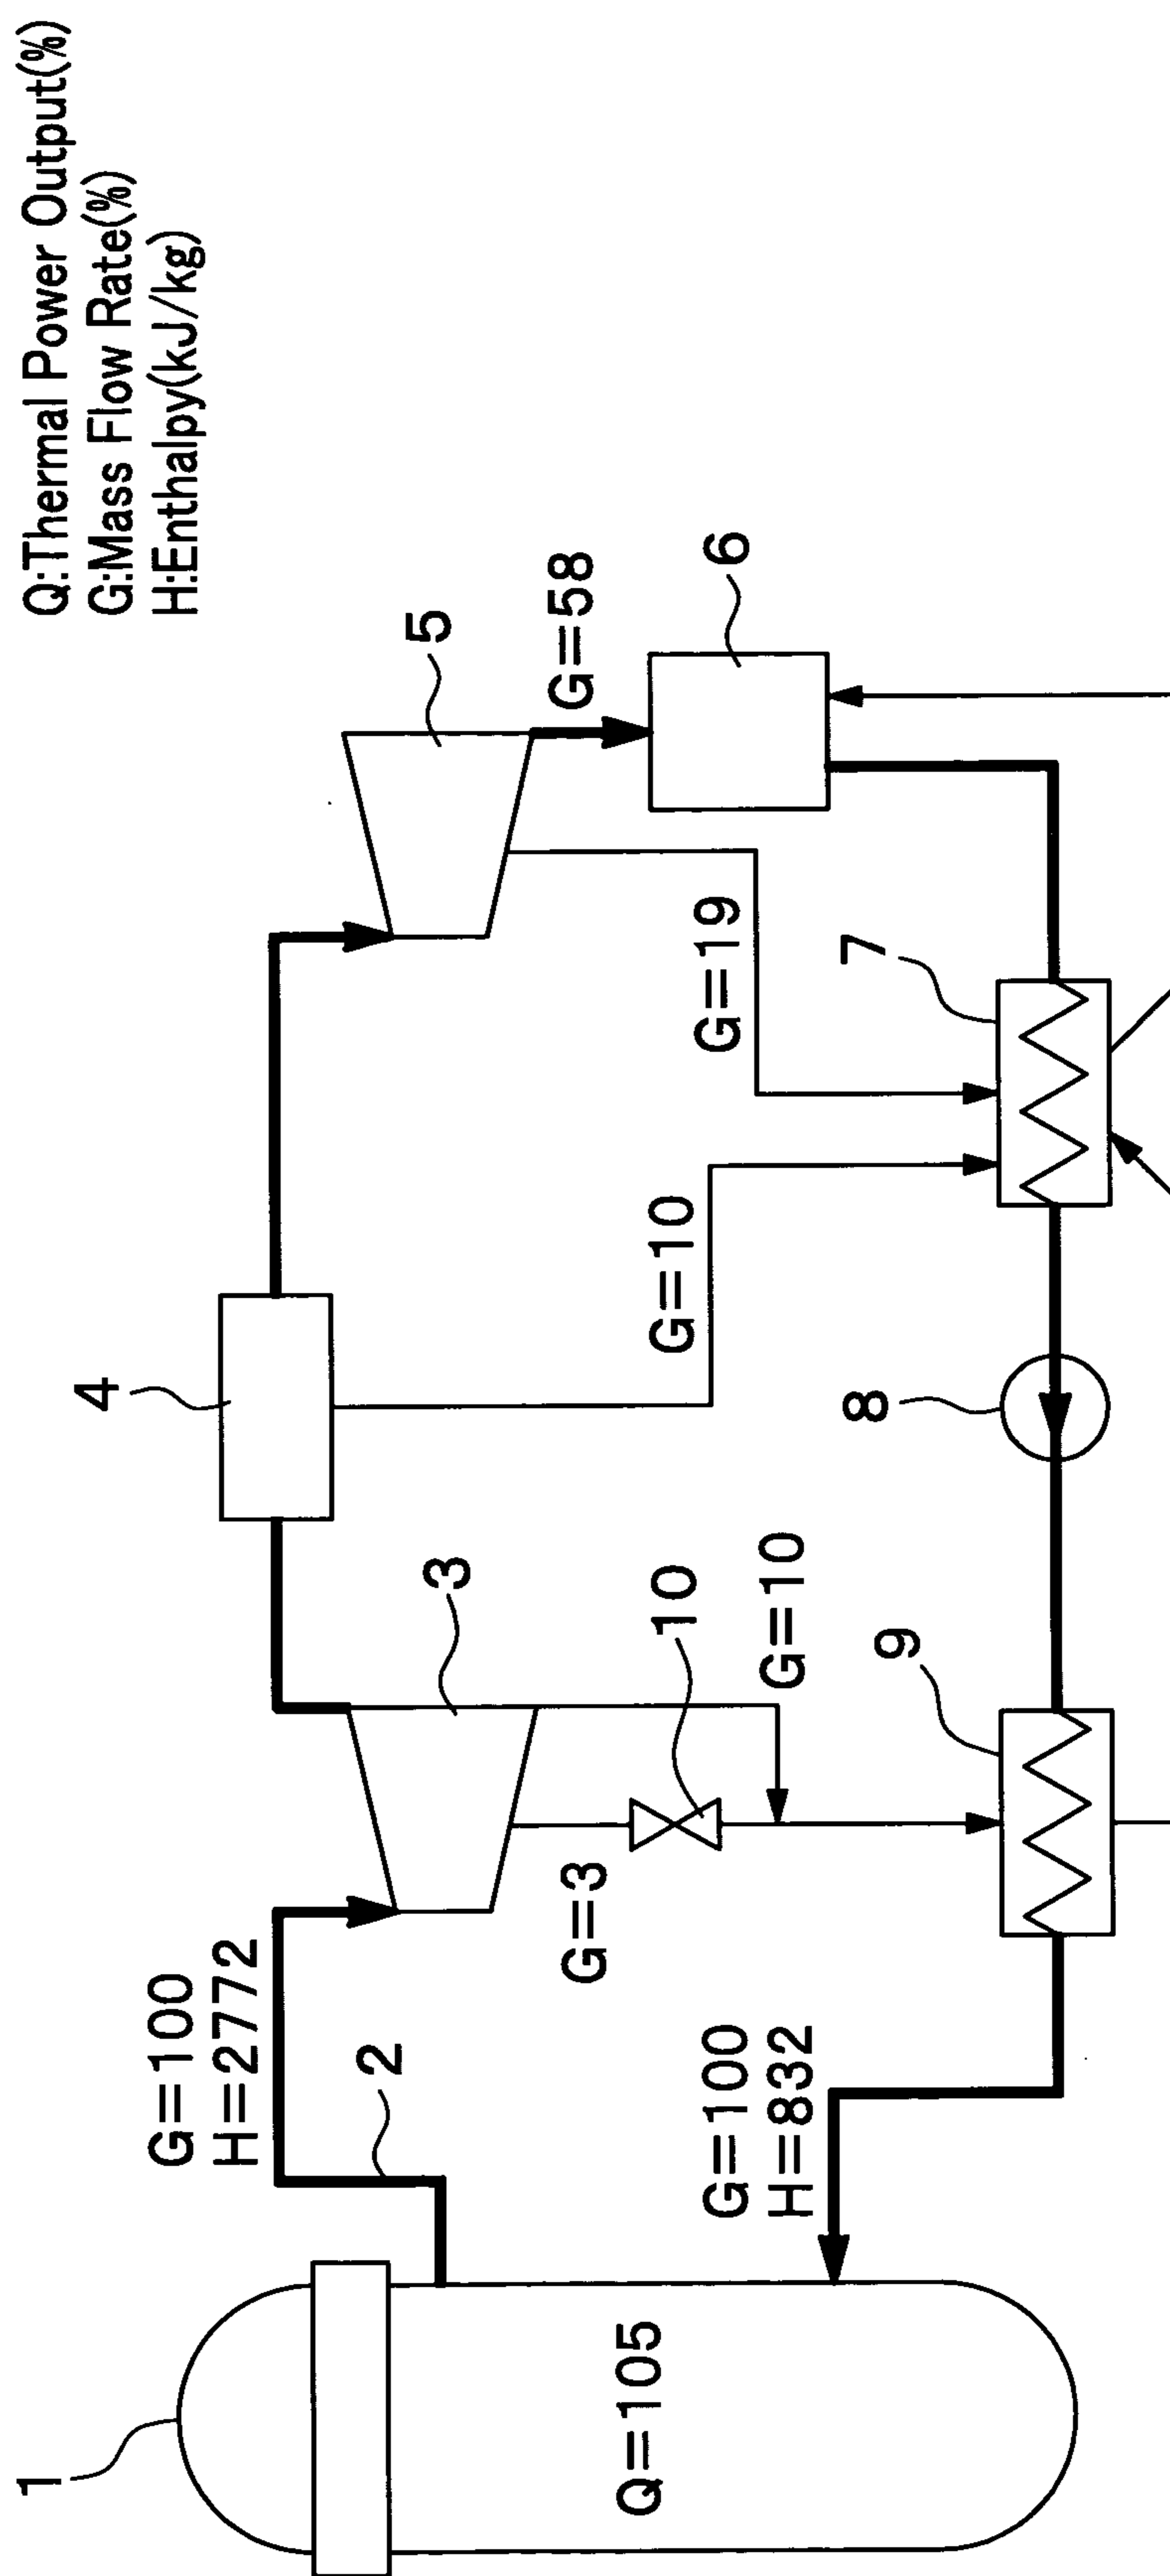 Q:Thermal Power Output(%)
G:Mass Flow Rate(%)
H:Enthalpy(kJ/kg)
1
2
3
4
5
6
7
8
9
10
G=100
H=2772
G=3
G=10
G=10
G=19
G=58
G=100
H=832
Q=105